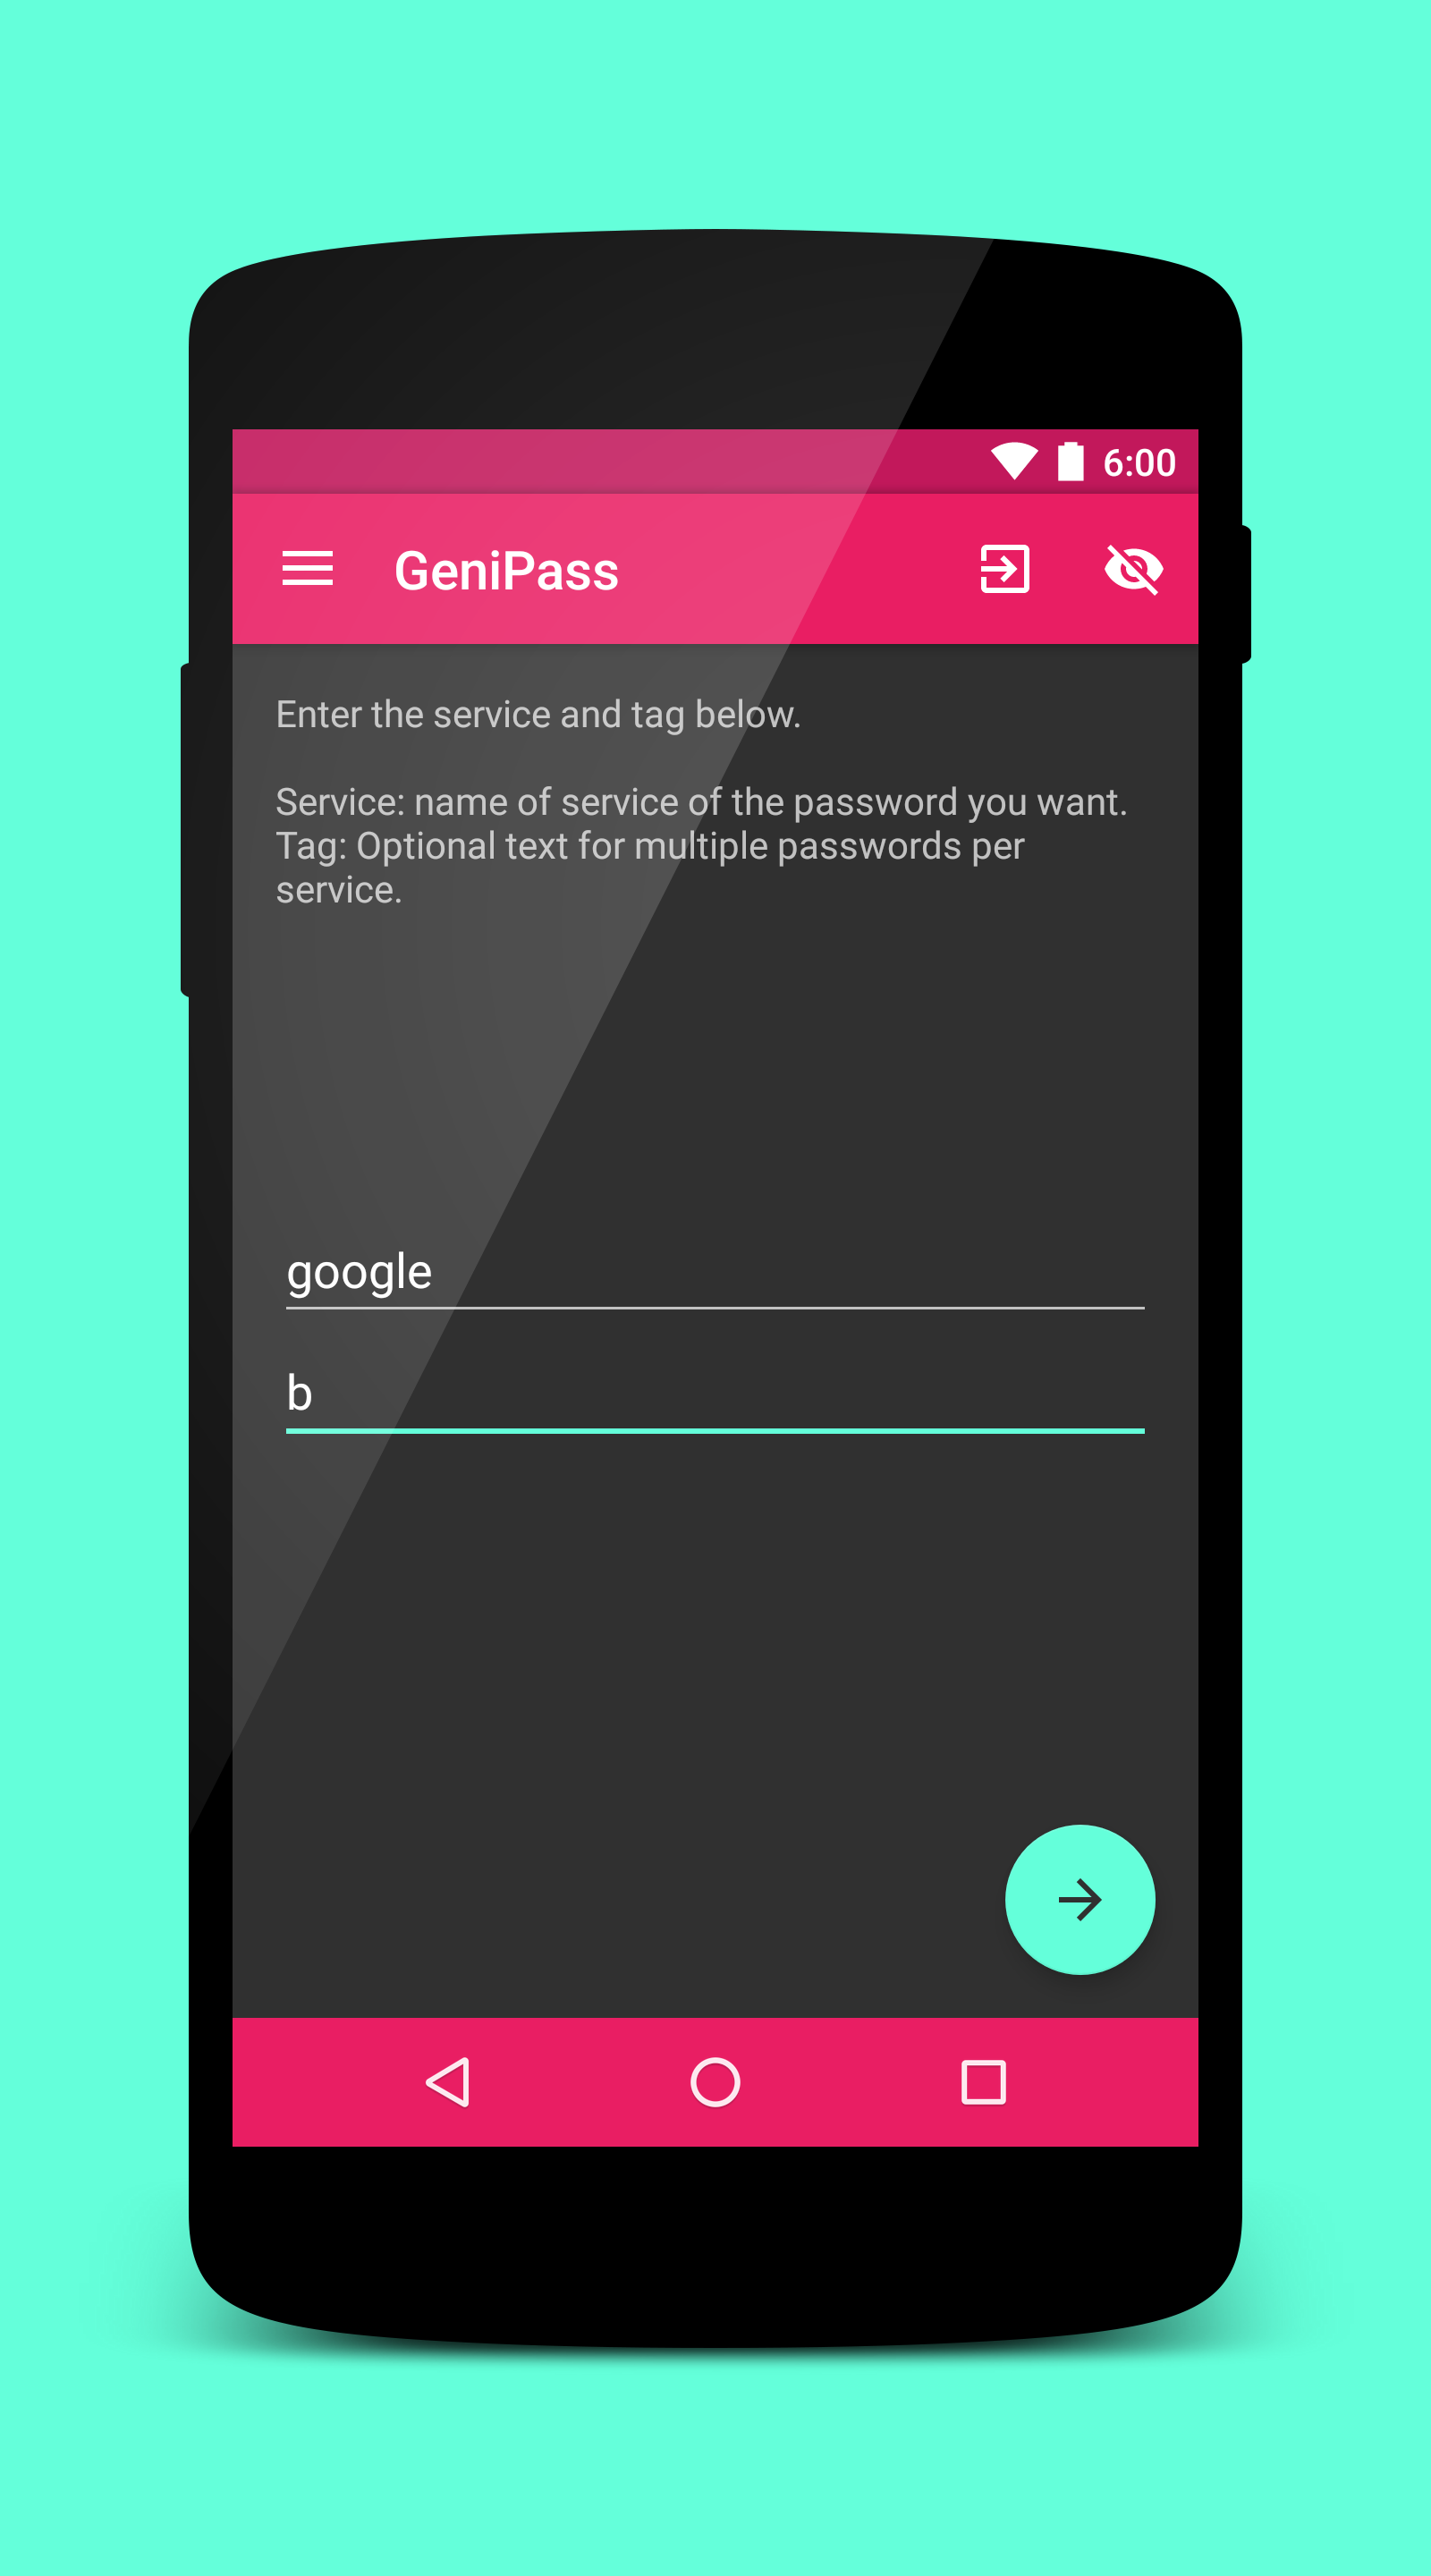 6:00
GeniPass
Enter the service and tag below.
Service: name of service of the password you want.
Tag: Optional text for multiple passwords per
service.
google
b